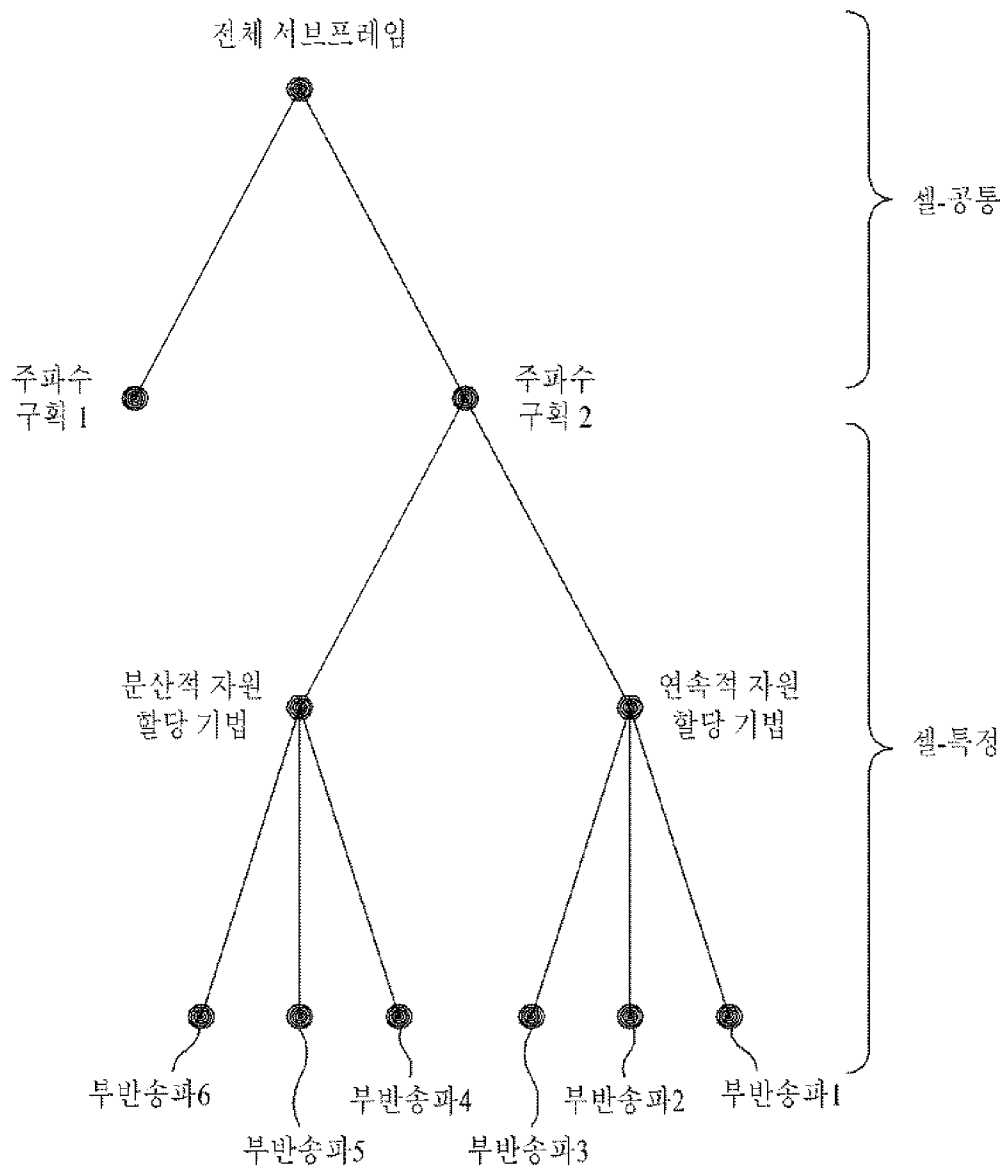 전체 서브프레임
셀-공통
주파수
구획 1
주파수
구획 2
분산적 자원
할당 기법
연속적 자원
할당 기법
셀-특정
부반송파6
부반송파5
부반송파4
부반송파3
부반송파2
부반송파1